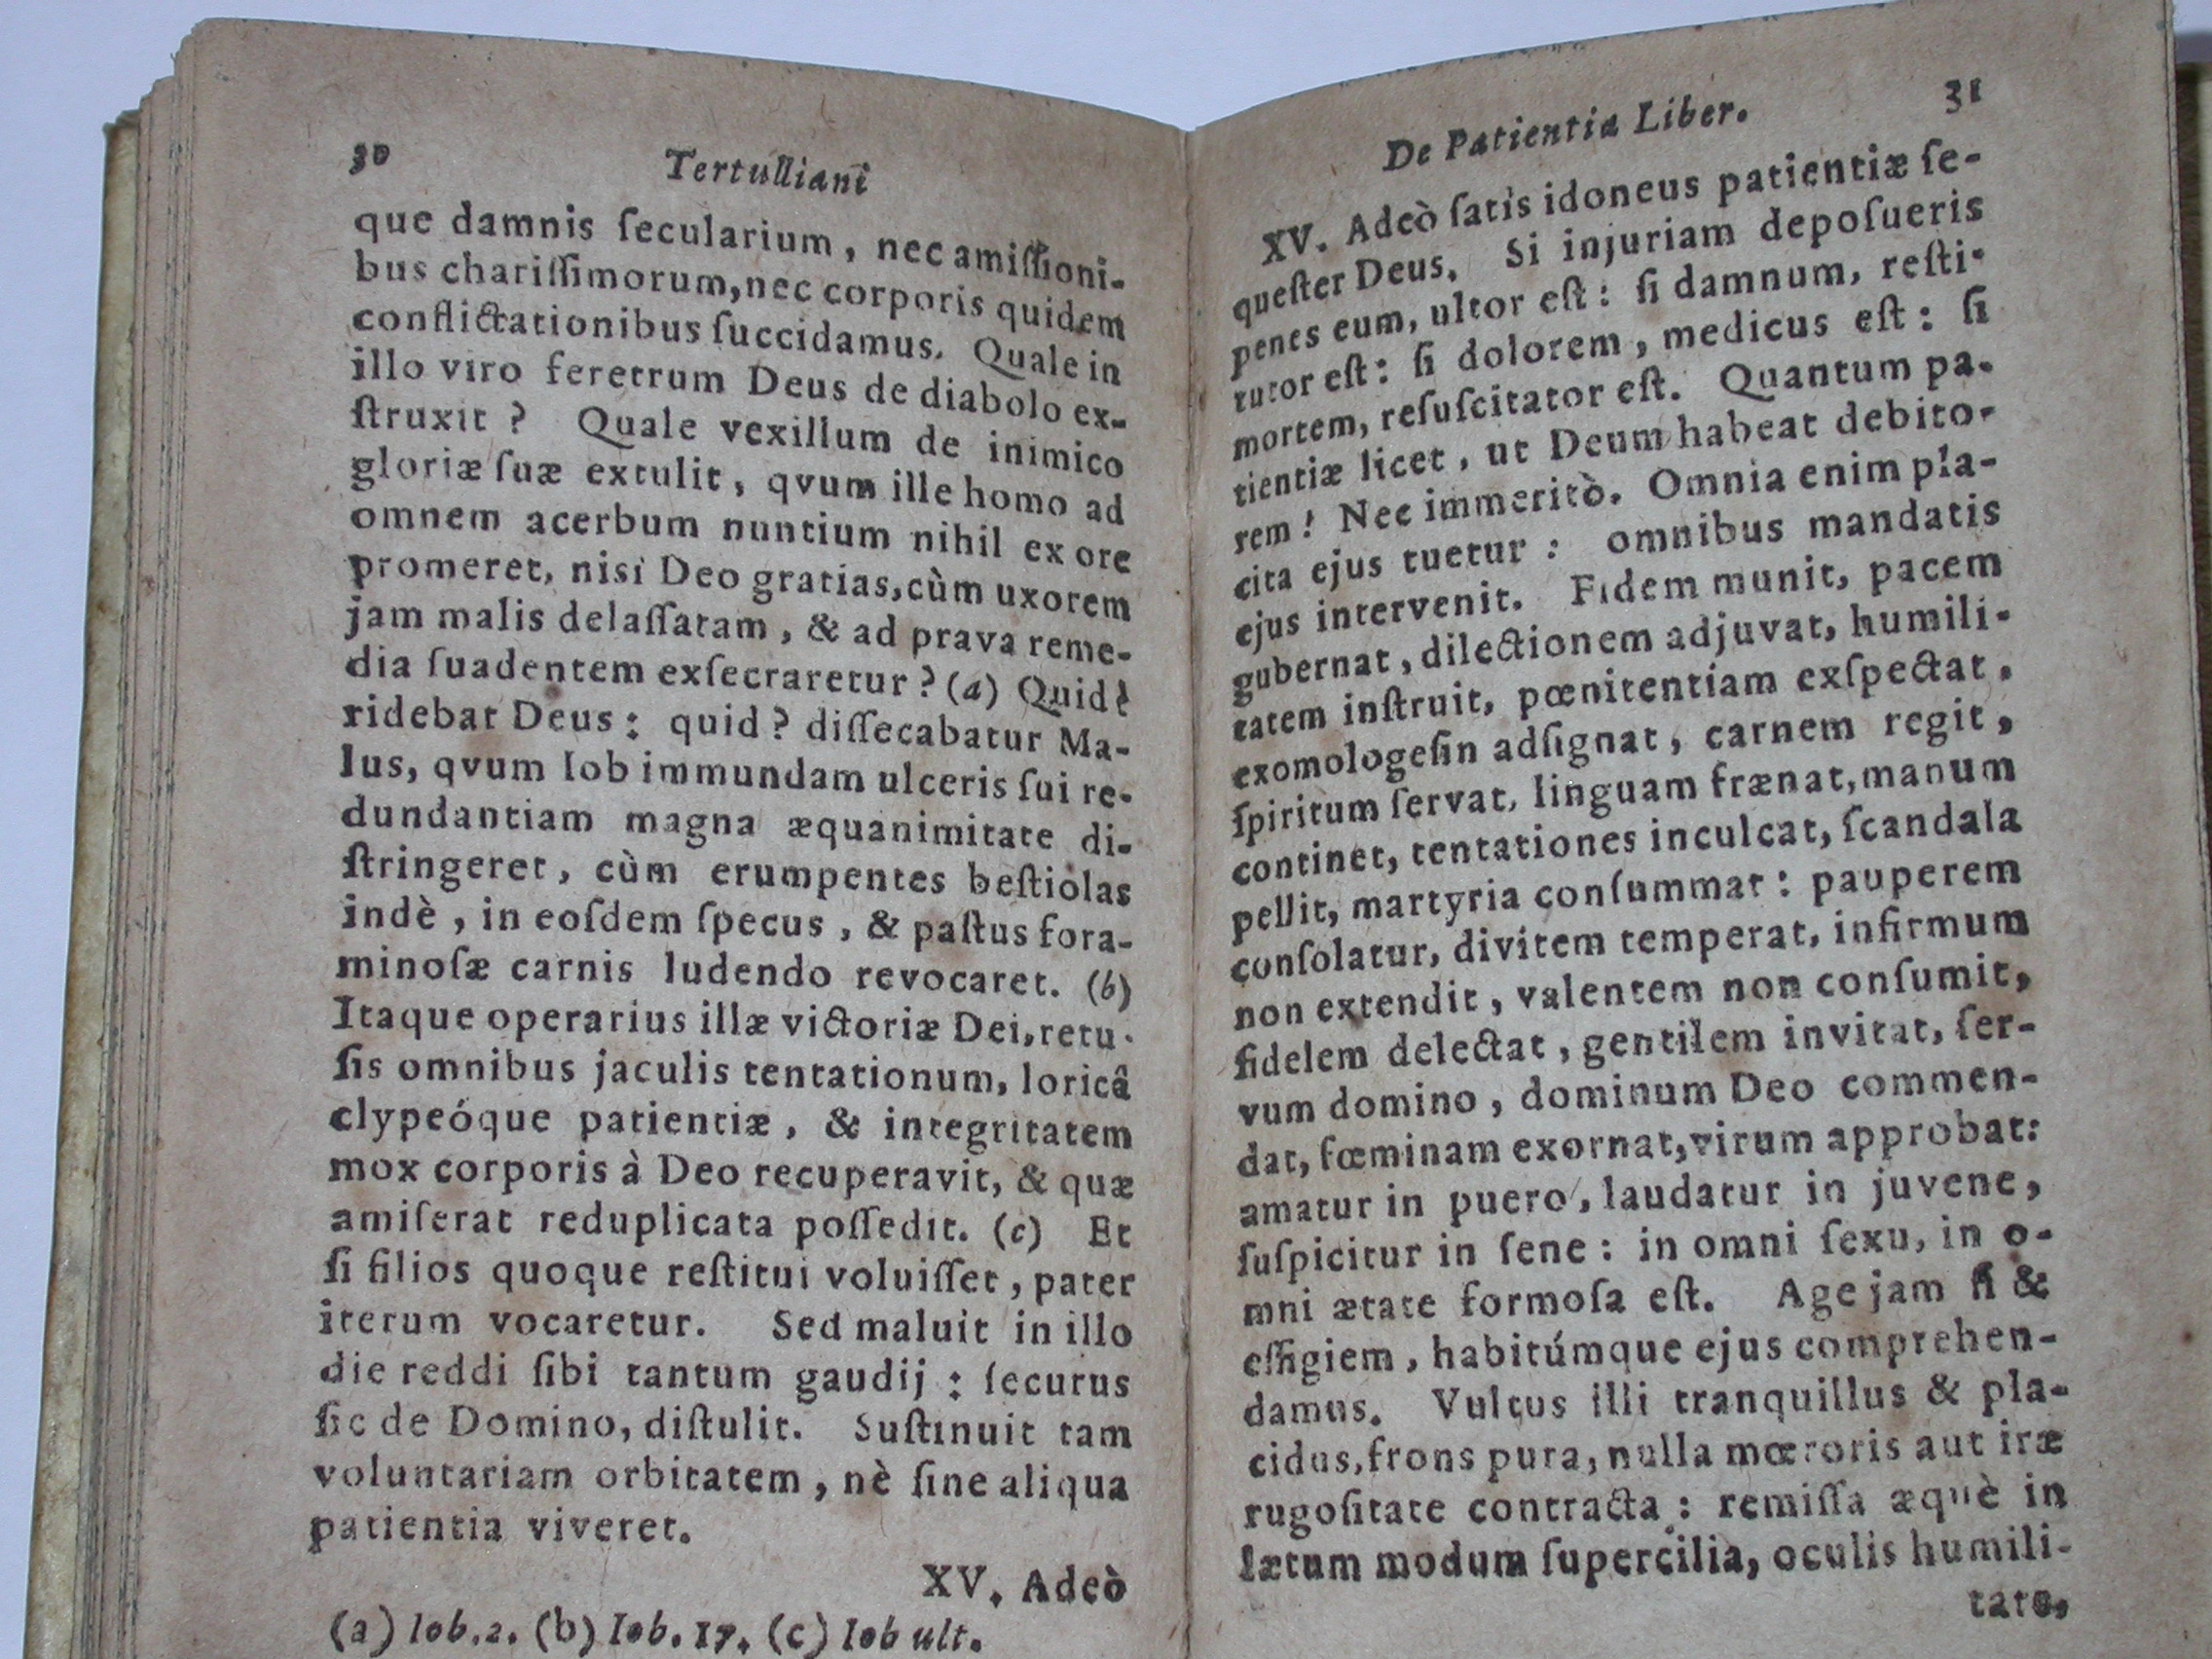 30
Tertulliani
que damnis ſecularium, nec amiſſioni-
bus chariſſimorum, nec corporis quidem
conflictationibus ſuccidamus. Quale in
illo viro feretrum Deus de diabolo ex-
ſtruxit? Quale vexillum de inimico
gloriæ ſuæ extulit, qvum ille homo ad
omnem acerbum nuntium nihil ex ore
promeret, nisi Deo gratias, cùm uxorem
jam malis delaſſatam, & ad prava reme-
dia ſuadentem exſecraretur? (a) Quid?
ridebat Deus: quid? diſſecabatur Ma-
lus, qvum Iob immundam ulceris ſui re-
dundantiam magna æquanimitate di-
ſtringeret, cùm erumpentes beſtiolas
indè, in eoſdem ſpecus, & paſtus fora-
minoſæ carnis ludendo revocaret. (b)
Itaque operarius illæ victoriæ Dei, retu-
ſis omnibus jaculis tentationum, loricâ
clypeóque patientiæ, & integritatem
mox corporis à Deo recuperavit, & quæ
amiſerat reduplicata poſſedit. (c) Et
ſi filios quoque reſtitui voluiſſet, pater
iterum vocaretur. Sed maluit in illo
die reddi ſibi tantum gaudij: ſecurus
ſic de Domino, diſtulit. Suſtinuit tam
voluntariam orbitatem, nè ſine aliqua
patientia viveret.
XV. Adeò
(a) Iob. 2. (b) Iob. 17. (c) Iob ult.
De Patientia Liber. 31
XV. Adeò ſatis idoneus patientiæ ſe-
queſter Deus. Si injuriam depoſueris
penes eum, ultor eſt: ſi damnum, reſti-
tutor eſt: ſi dolorem, medicus eſt: ſi
mortem, reſuſcitator eſt. Quantum pa-
tientiæ licet, ut Deum habeat debito-
rem! Nec immeritò. Omnia enim pla-
cita ejus tuetur: omnibus mandatis
ejus intervenit. Fidem munit, pacem
gubernat, dilectionem adjuvat, humili-
tatem inſtruit, pœnitentiam exſpectat,
exomologeſin adſignat, carnem regit,
ſpiritum ſervat, linguam frænat, manum
continet, tentationes inculcat, ſcandala
pellit, martyria conſummat: pauperem
conſolatur, divitem temperat, infirmum
non extendit, valentem non conſumit,
fidelem delectat, gentilem invitat, ſer-
vum domino, dominum Deo commen-
dat, fœminam exornat, virum approbat:
amatur in puero, laudatur in juvene,
ſuſpicitur in ſene: in omni ſexu, in o-
mni ætate formoſa eſt. Age jam ſi &
effigiem, habitúmque ejus comprehen-
damus. Vultus illi tranquillus & pla-
cidus, frons pura, nulla mœroris aut iræ
rugoſitate contracta: remiſſa æquè in
lætum modum ſupercilia, oculis humili-
tate,